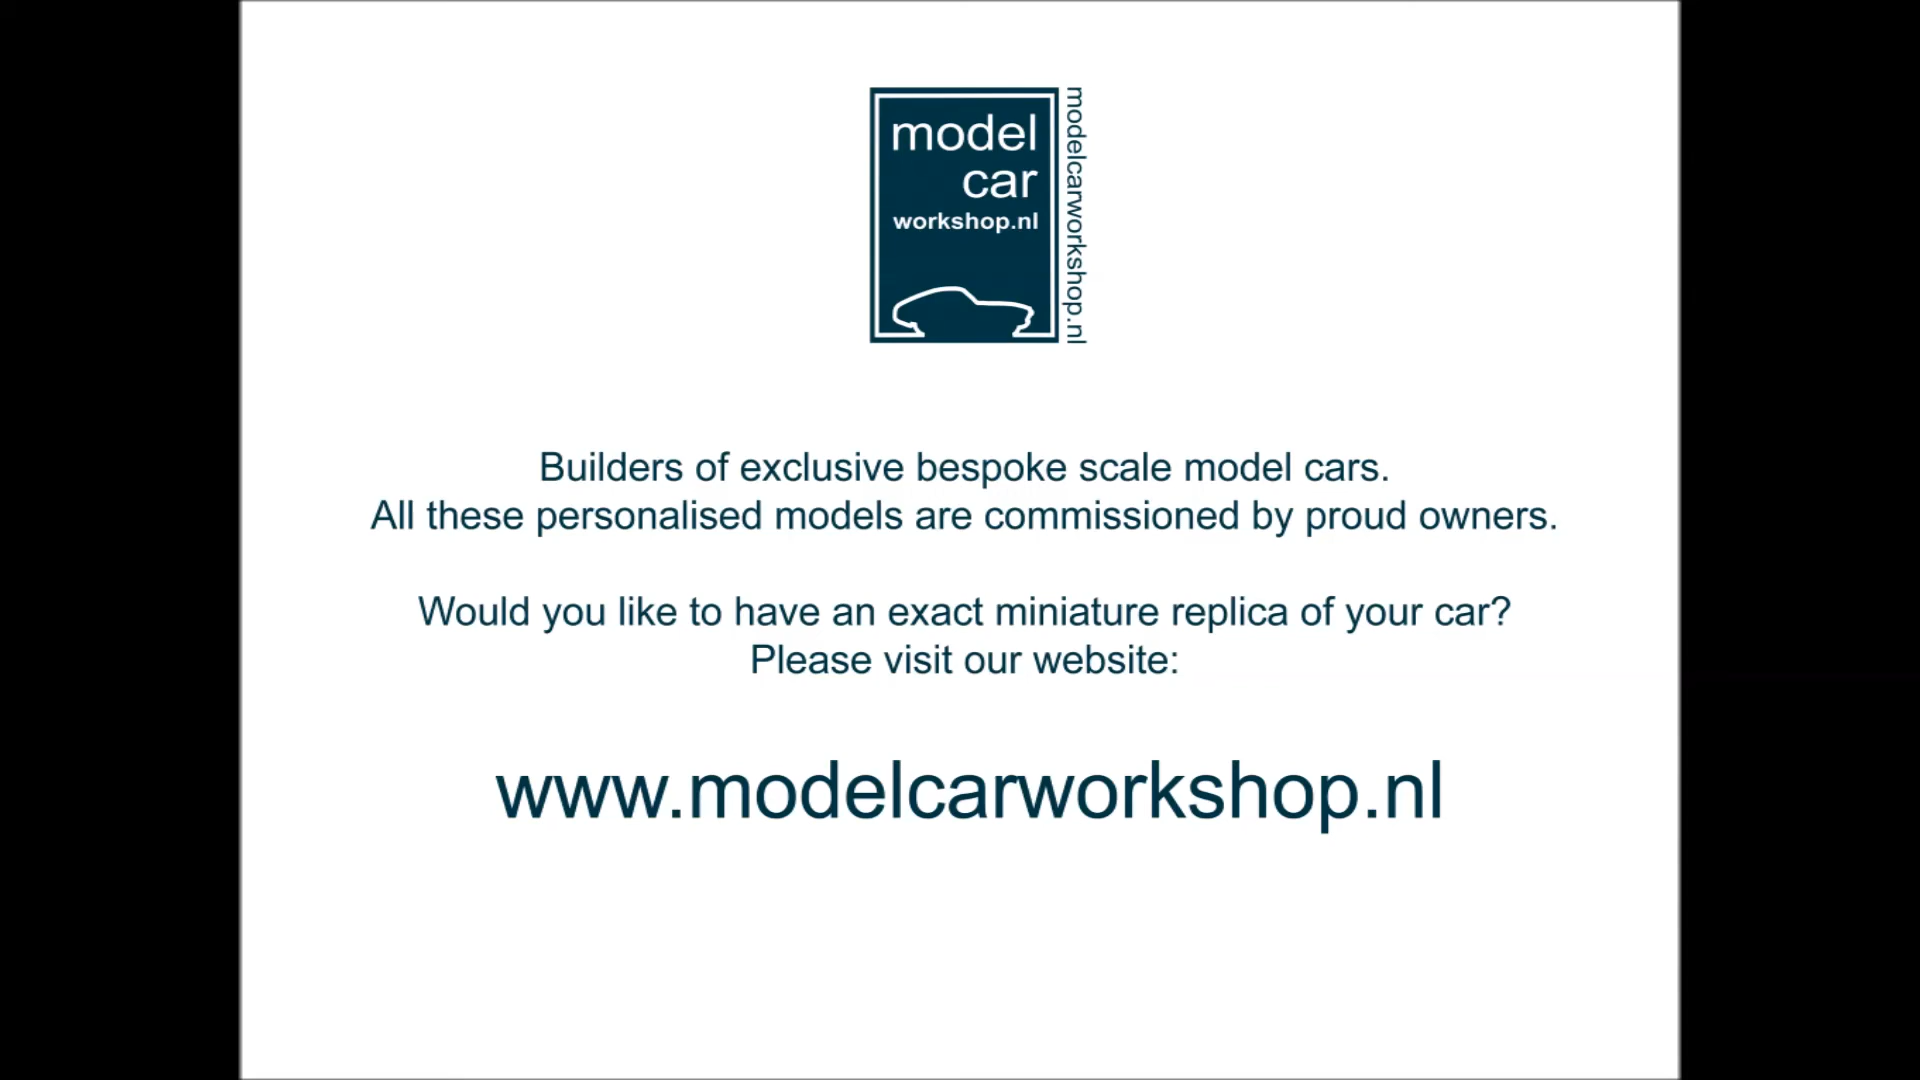 model
car
workshop.nl
modelcarworkshop.nl
Builders of exclusive bespoke scale model cars.
All these personalised models are commissioned by proud owners.
Would you like to have an exact miniature replica of your car?
Please visit our website:
www.modelcarworkshop.nl